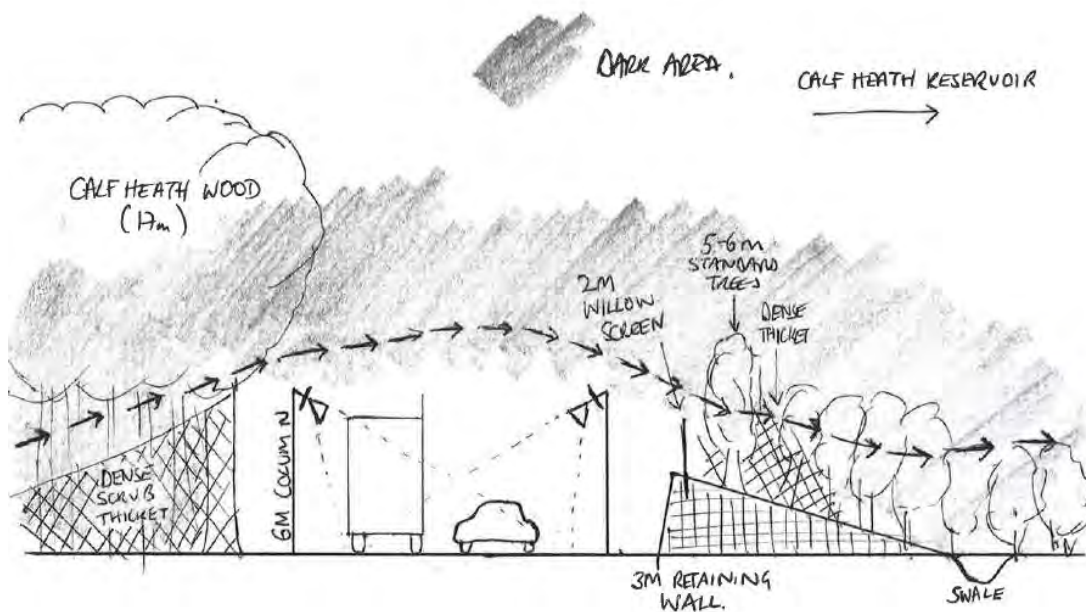 DARK AREA.
CALF HEATH RESERVOIR
CALF HEATH WOOD
(17m)
5-6m
STANDARD
TREES
2M
WILLOW
SCREEN
DENSE
THICKET
DENSE
SCRUB
THICKET
6M COLUMN
3M RETAINING
WALL.
SWALE